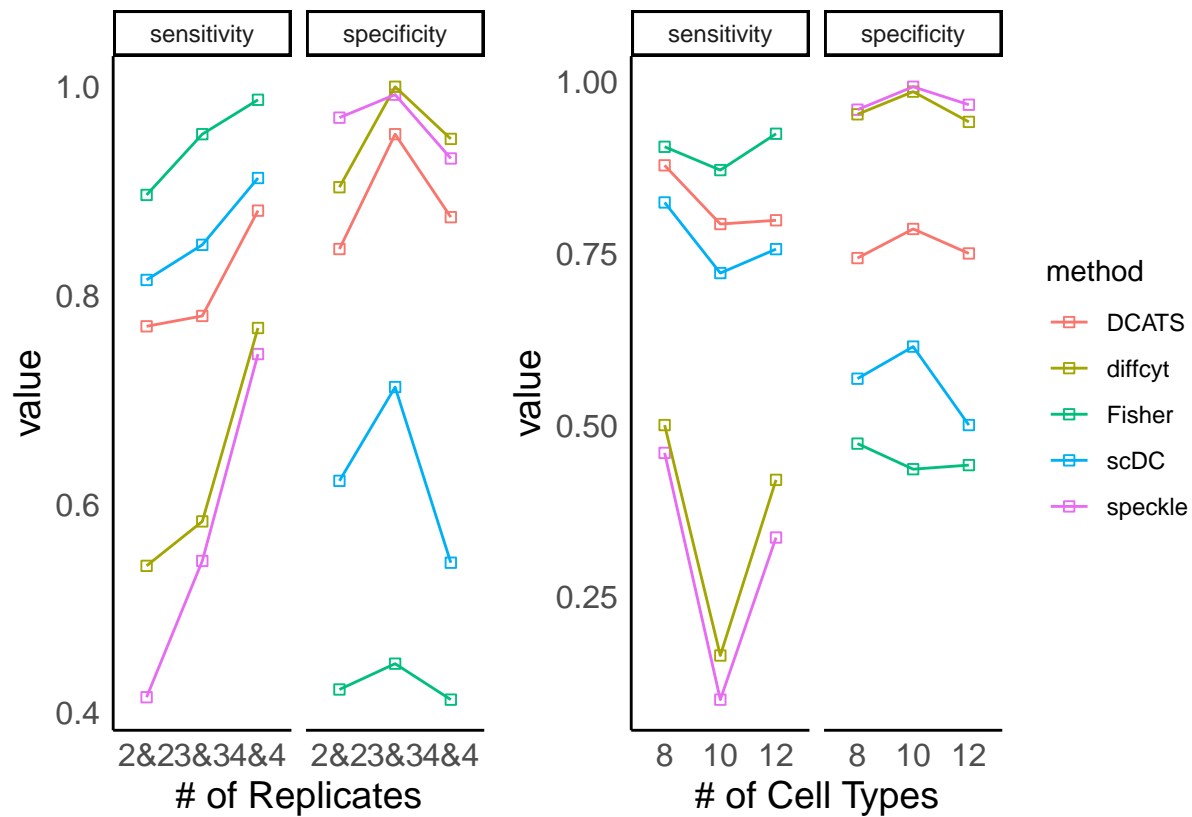 sensitivity
specificity
1.0
0.8
0.6
0.4
value
2&2
3&3
4&4
2&2
3&3
4&4
# of Replicates
sensitivity
specificity
1.00
0.75
0.50
0.25
value
8
10
12
8
10
12
# of Cell Types
method
DCATS
diffcyt
Fisher
scDC
speckle